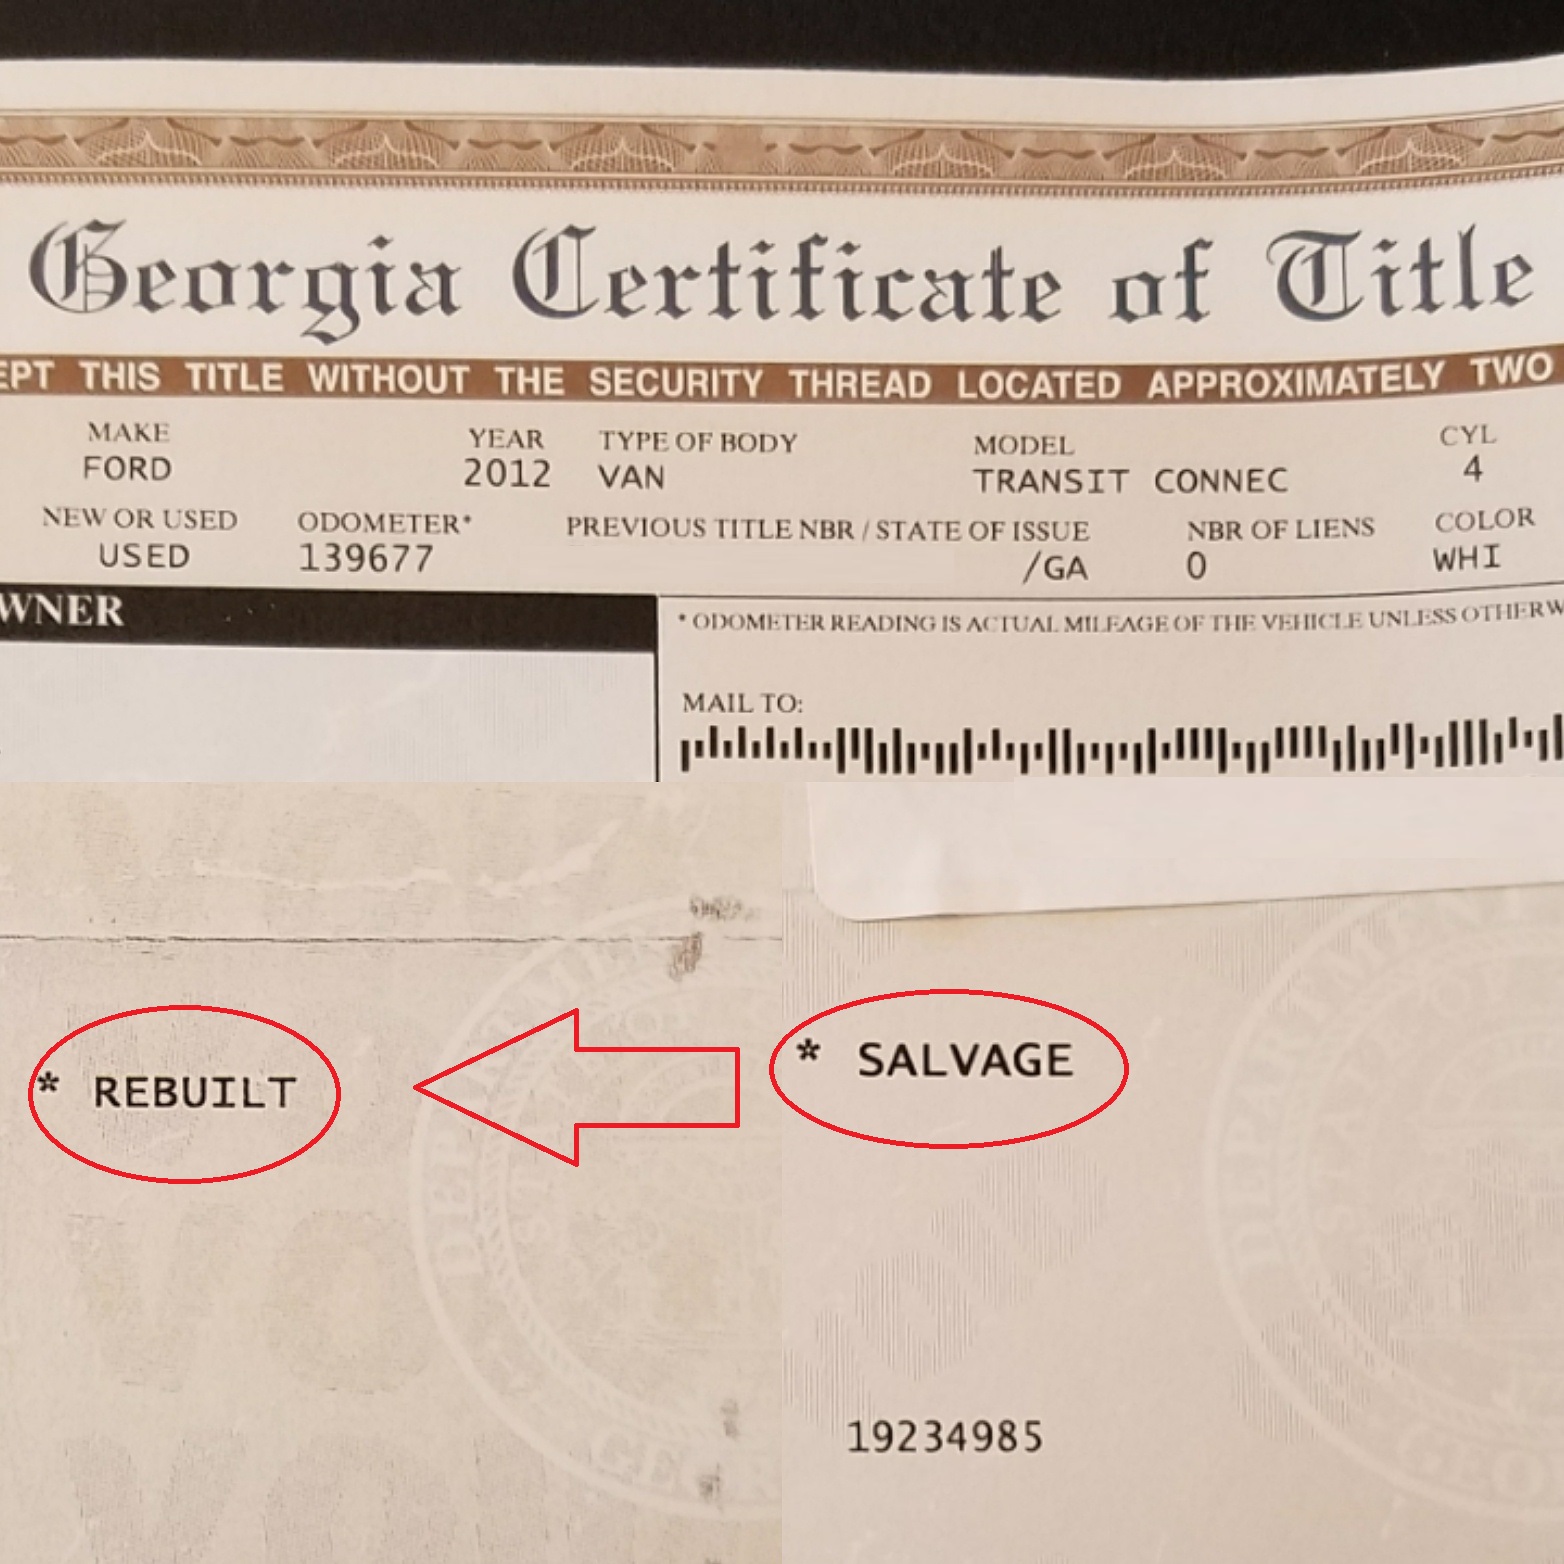 Georgia Certificate of Title
EPT THIS TITLE WITHOUT THE SECURITY THREAD LOCATED APPROXIMATELY TWO
MAKE YEAR TYPE OF BODY MODEL CYL
FORD 2012 VAN TRANSIT CONNEC 4
NEW OR USED ODOMETER* PREVIOUS TITLE NBR / STATE OF ISSUE NBR OF LIENS COLOR
USED 139677 /GA 0 WHI
WNER
* ODOMETER READING IS ACTUAL MILEAGE OF THE VEHICLE UNLESS OTHERW
MAIL TO:
* REBUILT
* SALVAGE
19234985